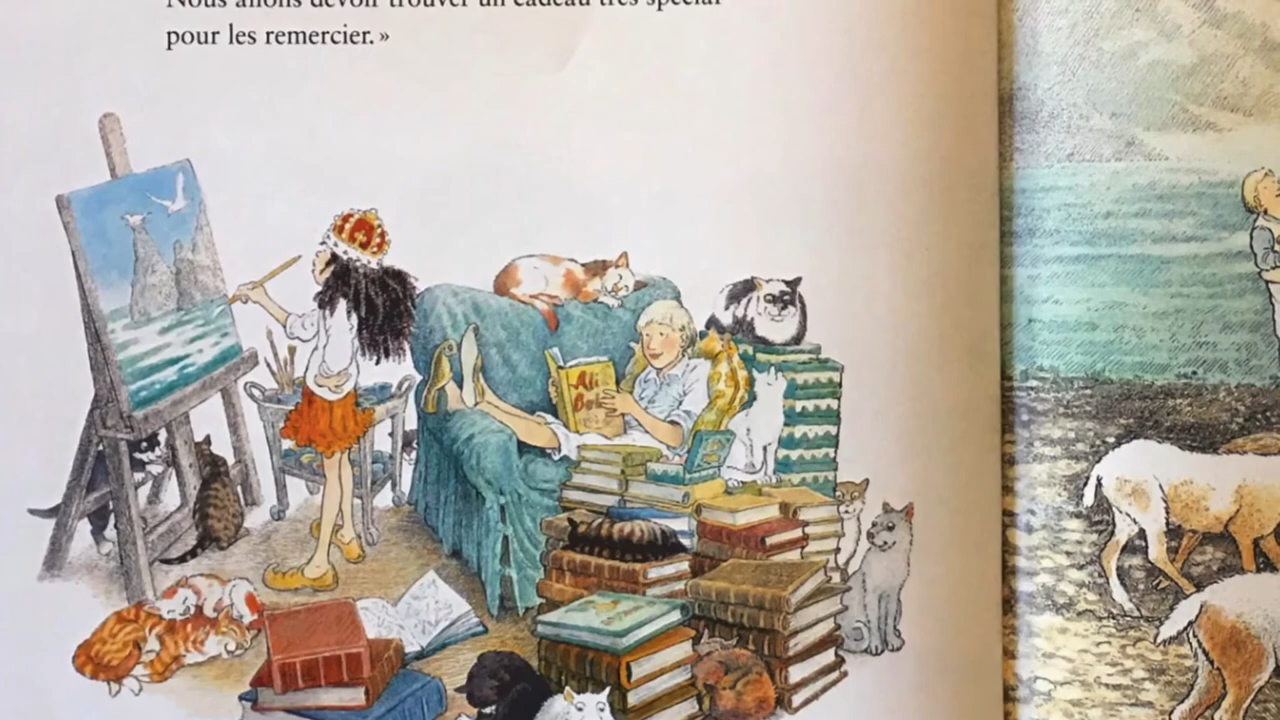 Nous allons devoir trouver un cadeau très spécial
pour les remercier. »
Ali